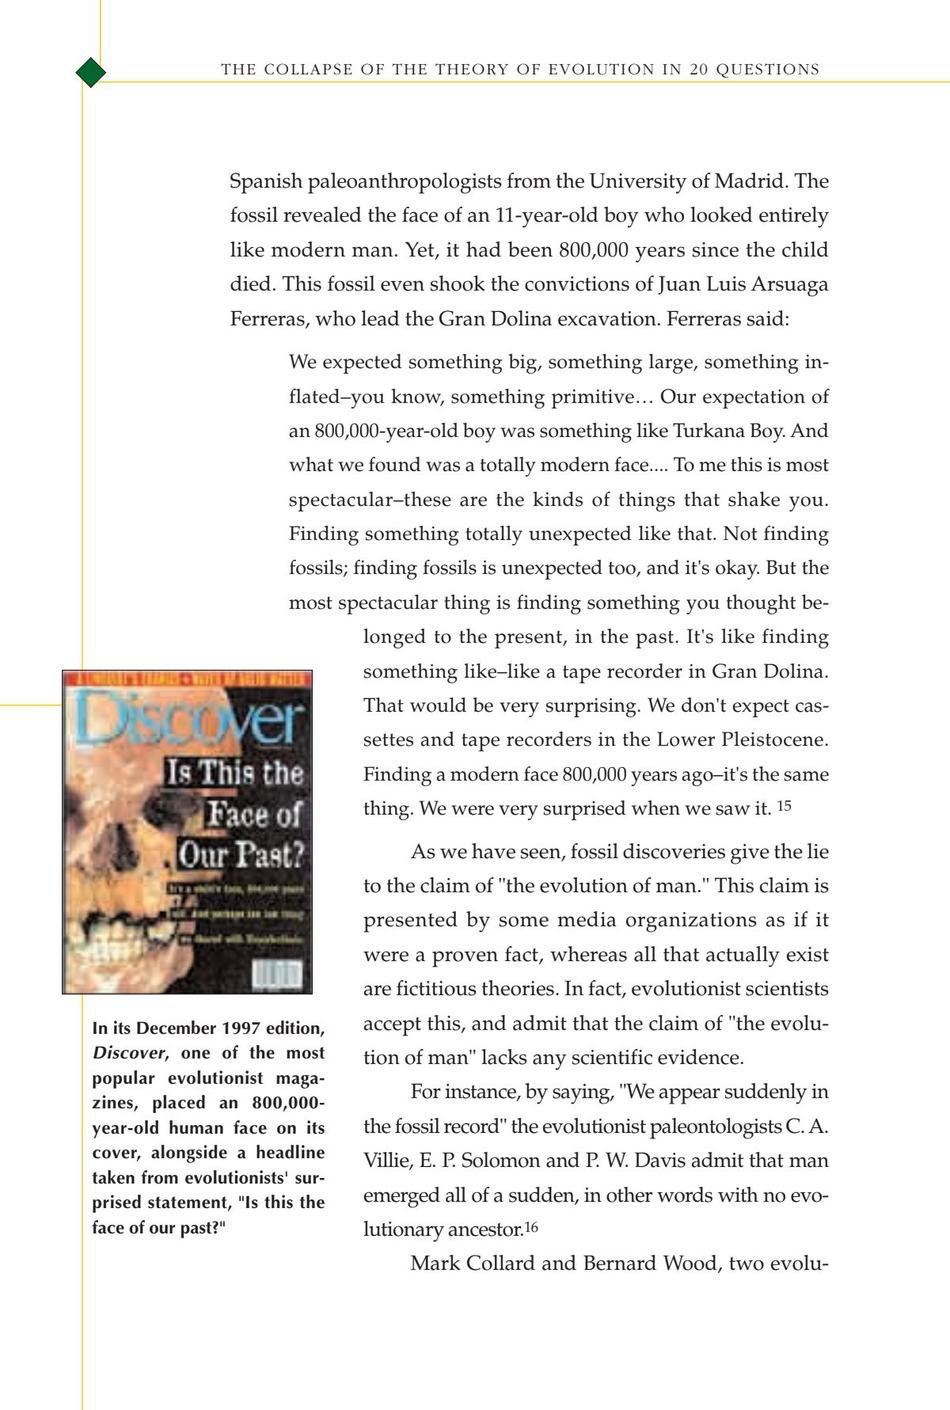 THE COLLAPSE OF THE THEORY OF EVOLUTION IN 20 QUESTIONS
Spanish paleoanthropologists from the University of Madrid. The
fossil revealed the face of an 11-year-old boy who looked entirely
like modern man. Yet, it had been 800,000 years since the child
died. This fossil even shook the convictions of Juan Luis Arsuaga
Ferreras, who lead the Gran Dolina excavation. Ferreras said:
We expected something big, something large, something in-
flated–you know, something primitive… Our expectation of
an 800,000-year-old boy was something like Turkana Boy. And
what we found was a totally modern face.... To me this is most
spectacular–these are the kinds of things that shake you.
Finding something totally unexpected like that. Not finding
fossils; finding fossils is unexpected too, and it's okay. But the
most spectacular thing is finding something you thought be-
longed to the present, in the past. It's like finding
something like–like a tape recorder in Gran Dolina.
That would be very surprising. We don't expect cas-
settes and tape recorders in the Lower Pleistocene.
Finding a modern face 800,000 years ago–it's the same
thing. We were very surprised when we saw it. 15
As we have seen, fossil discoveries give the lie
to the claim of "the evolution of man." This claim is
presented by some media organizations as if it
were a proven fact, whereas all that actually exist
are fictitious theories. In fact, evolutionist scientists
accept this, and admit that the claim of "the evolu-
tion of man" lacks any scientific evidence.
For instance, by saying, "We appear suddenly in
the fossil record" the evolutionist paleontologists C. A.
Villie, E. P. Solomon and P. W. Davis admit that man
emerged all of a sudden, in other words with no evo-
lutionary ancestor.16
Mark Collard and Bernard Wood, two evolu-
Discover
Is This the
Face of
Our Past?
In its December 1997 edition,
Discover, one of the most
popular evolutionist maga-
zines, placed an 800,000-
year-old human face on its
cover, alongside a headline
taken from evolutionists' sur-
prised statement, "Is this the
face of our past?"